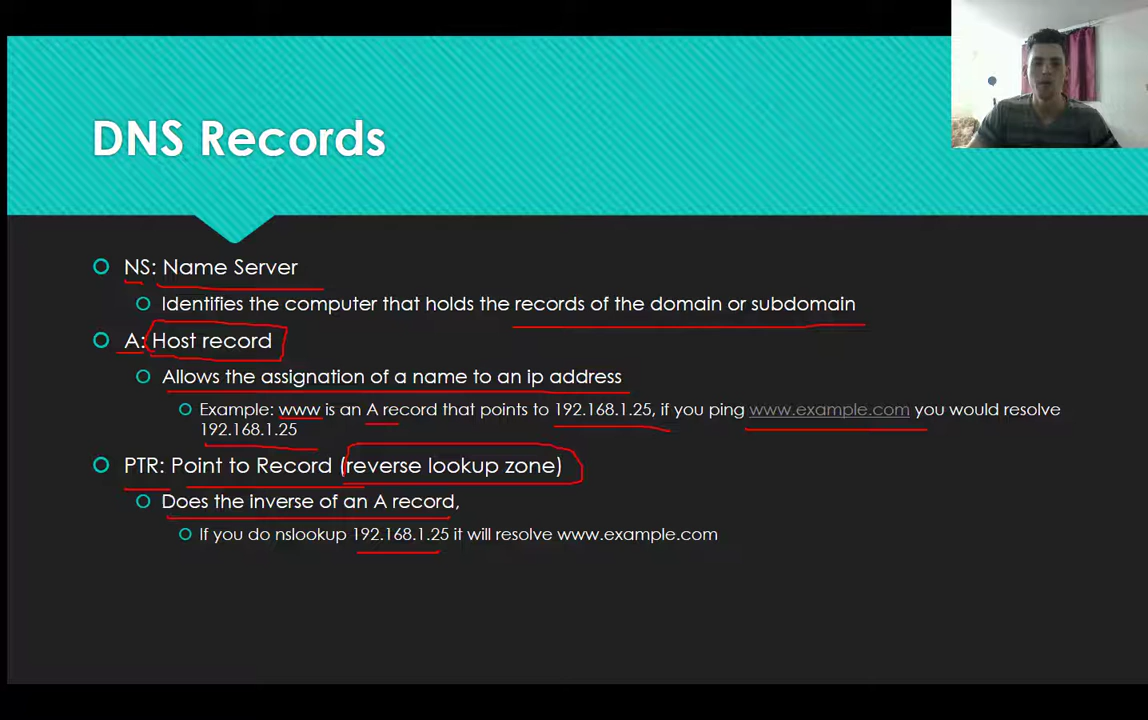 DNS Records
NS: Name Server
Identifies the computer that holds the records of the domain or subdomain
A: Host record
Allows the assignation of a name to an ip address
Example: www is an A record that points to 192.168.1.25, if you ping www.example.com you would resolve
192.168.1.25
PTR: Point to Record (reverse lookup zone)
Does the inverse of an A record,
If you do nslookup 192.168.1.25 it will resolve www.example.com